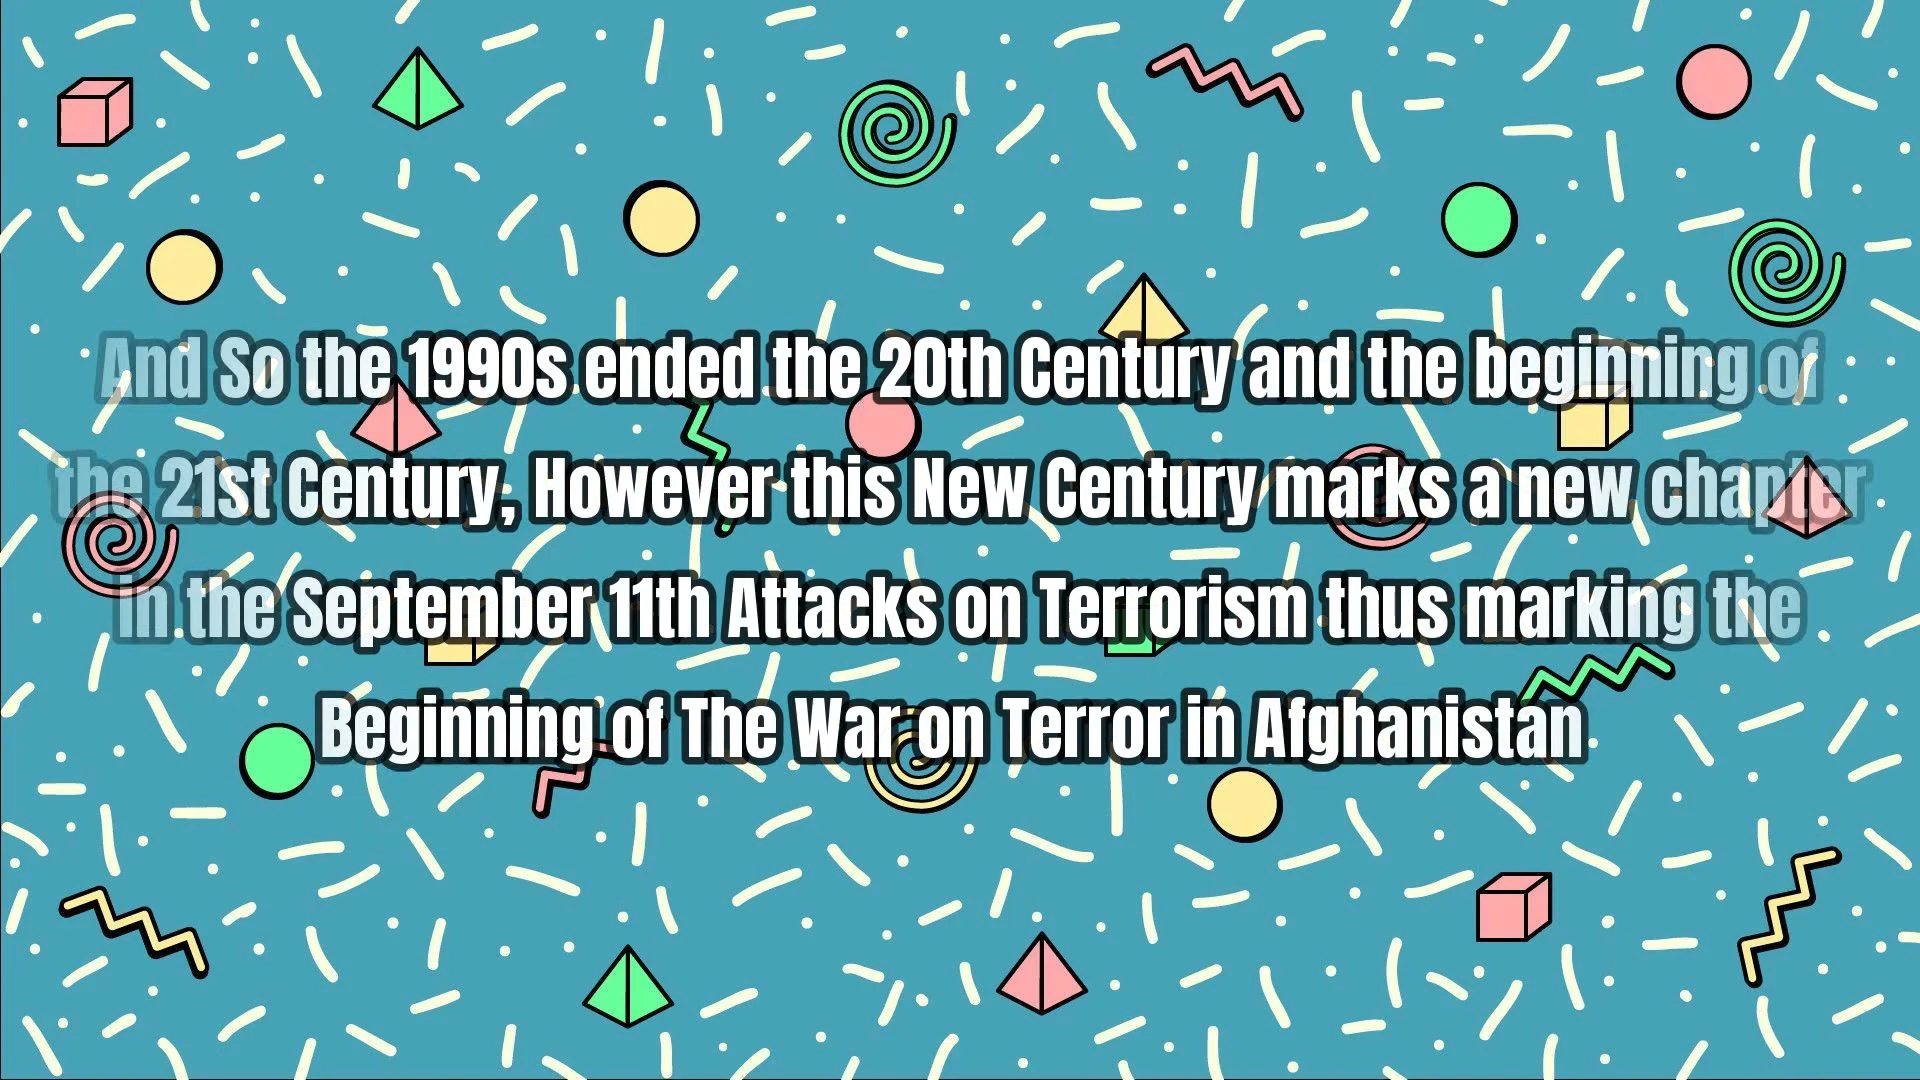 And So the 1990s ended the 20th Century and the beginning of
the 21st Century, However this New Century marks a new chapter
in the September 11th Attacks on Terrorism thus marking the
Beginning of The War on Terror in Afghanistan